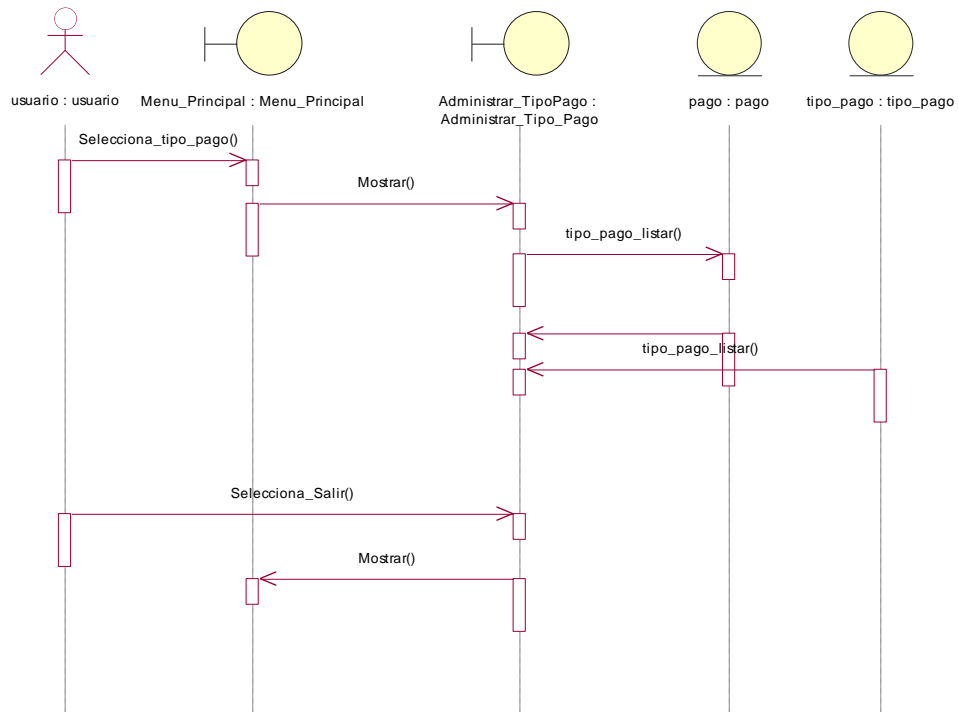 usuario : usuario
Menu_Principal : Menu_Principal
Administrar_TipoPago :
Administrar_Tipo_Pago
pago : pago
tipo_pago : tipo_pago
Selecciona_tipo_pago()
Mostrar()
tipo_pago_listar()
tipo_pago_listar()
Selecciona_Salir()
Mostrar()